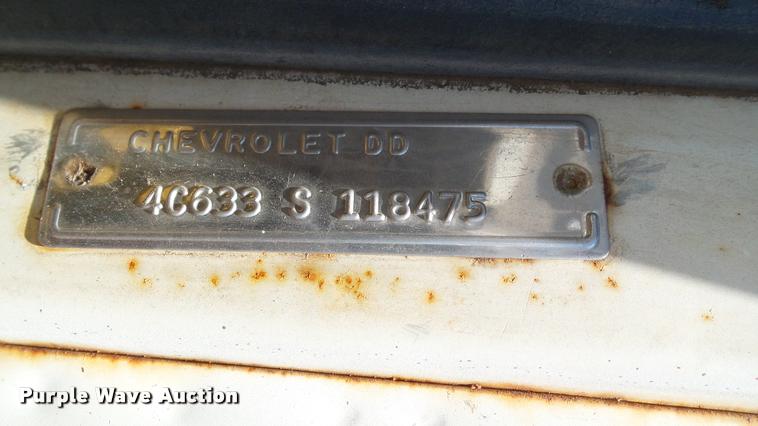 CHEVROLET DD
4C633 S 118475
Purple Wave Auction